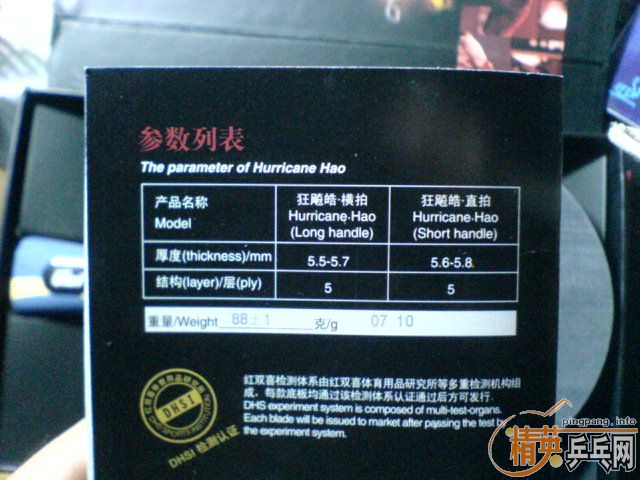 参数列表
The parameter of Hurricane Hao
产品名称 Model
狂飚皓·横拍 Hurricane·Hao (Long handle)
狂飚皓·直拍 Hurricane·Hao (Short handle)
厚度(thickness)/mm 5.5-5.7 5.6-5.8
结构(layer)/层(ply) 5 5
重量/Weight 88±1 克/g 07 10
红双喜检测体系由红双喜体育用品研究所等多重检测机构组
成，每款底板均通过该检测体系认证通过后方可发行.
DHS experiment system is composed of multi-test-organs.
Each blade will be issued to market after passing the test by
the experiment system.
DHSI
DHSI 检测认证
pingpang.info
精英乒乓网